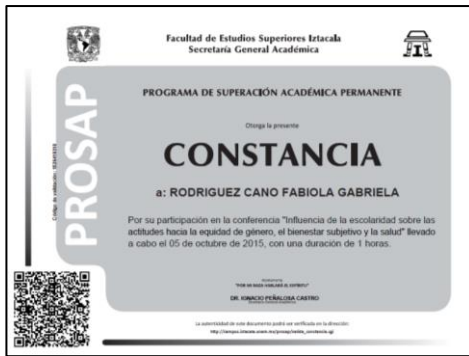 Facultad de Estudios Superiores Iztacala
Secretaría General Académica
PROGRAMA DE SUPERACIÓN ACADÉMICA PERMANENTE
Otorga la presente
CONSTANCIA
a: RODRIGUEZ CANO FABIOLA GABRIELA
Por su participación en la conferencia "Influencia de la escolaridad sobre las
actitudes hacia la equidad de género, el bienestar subjetivo y la salud" llevado
a cabo el 05 de octubre de 2015, con una duración de 1 horas.
"POR MI RAZA HABLARÁ EL ESPÍRITU"
DR. IGNACIO PEÑALOSA CASTRO
La autenticidad de este documento podrá ser verificada en la dirección:
PROSAP
Código de validación: